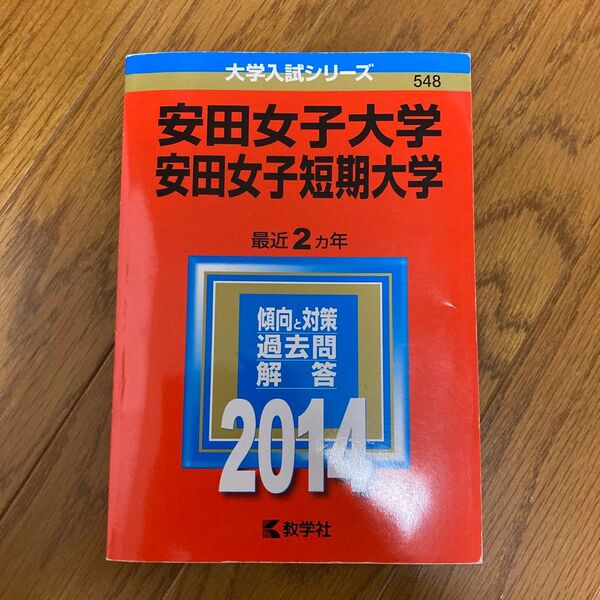 大学入試シリーズ
548
安田女子大学
安田女子短期大学
最近2カ年
傾向と対策
過去問
解答
2014
教学社